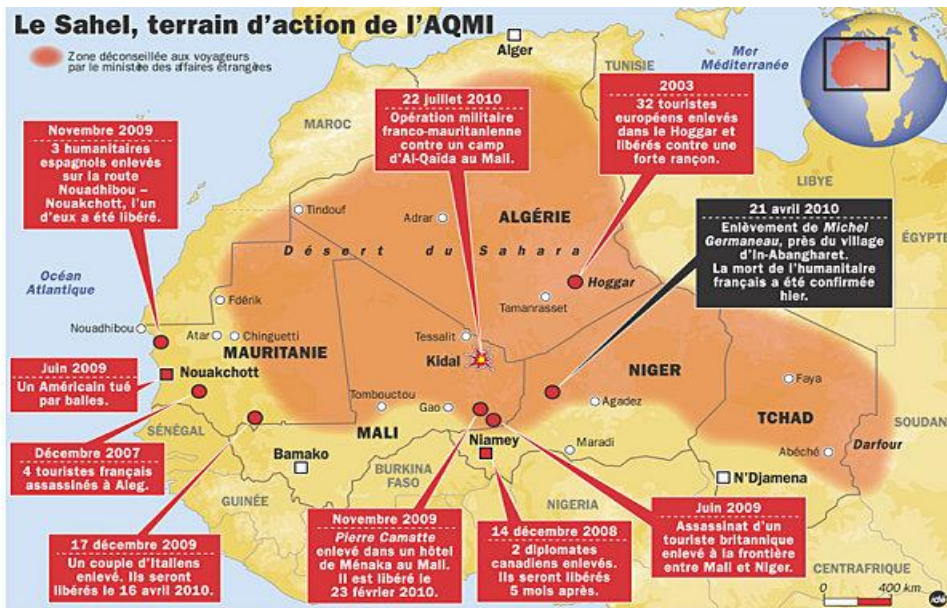 Le Sahel, terrain d'action de l'AQMI
Zone déconseillée aux voyageurs
par le ministère des affaires étrangères
Alger
TUNISIE
Mer
Méditerranée
MAROC
22 juillet 2010
Opération militaire
franco-mauritanienne
contre un camp
d'Al-Qaïda au Mali.
2003
32 touristes
européens enlevés
dans le Hoggar et
libérés contre une
forte rançon.
Novembre 2009
3 humanitaires
espagnols enlevés
sur la route
Nouadhibou –
Nouakchott, l'un
d'eux a été libéré.
LIBYE
21 avril 2010
Enlèvement de Michel
Germaneau, près du village
d'In-Abangharet.
La mort de l'humanitaire
français a été confirmée
hier.
ÉGYPTE
Tindouf
Adrar
ALGÉRIE
Désert du Sahara
Océan
Atlantique
Hoggar
Tamanrasset
Fdérik
Nouadhibou
Atar
Chinguetti
Tessalit
MAURITANIE
Kidal
NIGER
Juin 2009
Un Américain tué
par balles.
Nouakchott
Faya
Tombouctou
Gao
Agadez
TCHAD
SOUDAN
SÉNÉGAL
MALI
Niamey
Maradi
Abéché
Darfour
Décembre 2007
4 touristes français
assassinés à Aleg.
Bamako
BURKINA
FASO
N'Djamena
GUINÉE
NIGERIA
17 décembre 2009
Un couple d'Italiens
enlevé. Ils seront
libérés le 16 avril 2010.
Novembre 2009
Pierre Camatte
enlevé dans un hôtel
de Ménaka au Mali.
Il est libéré le
23 février 2010.
14 décembre 2008
2 diplomates
canadiens enlevés.
Ils seront libérés
5 mois après.
Juin 2009
Assassinat d'un
touriste britannique
enlevé à la frontière
entre Mali et Niger.
CENTRAFRIQUE
0 400 km
idé